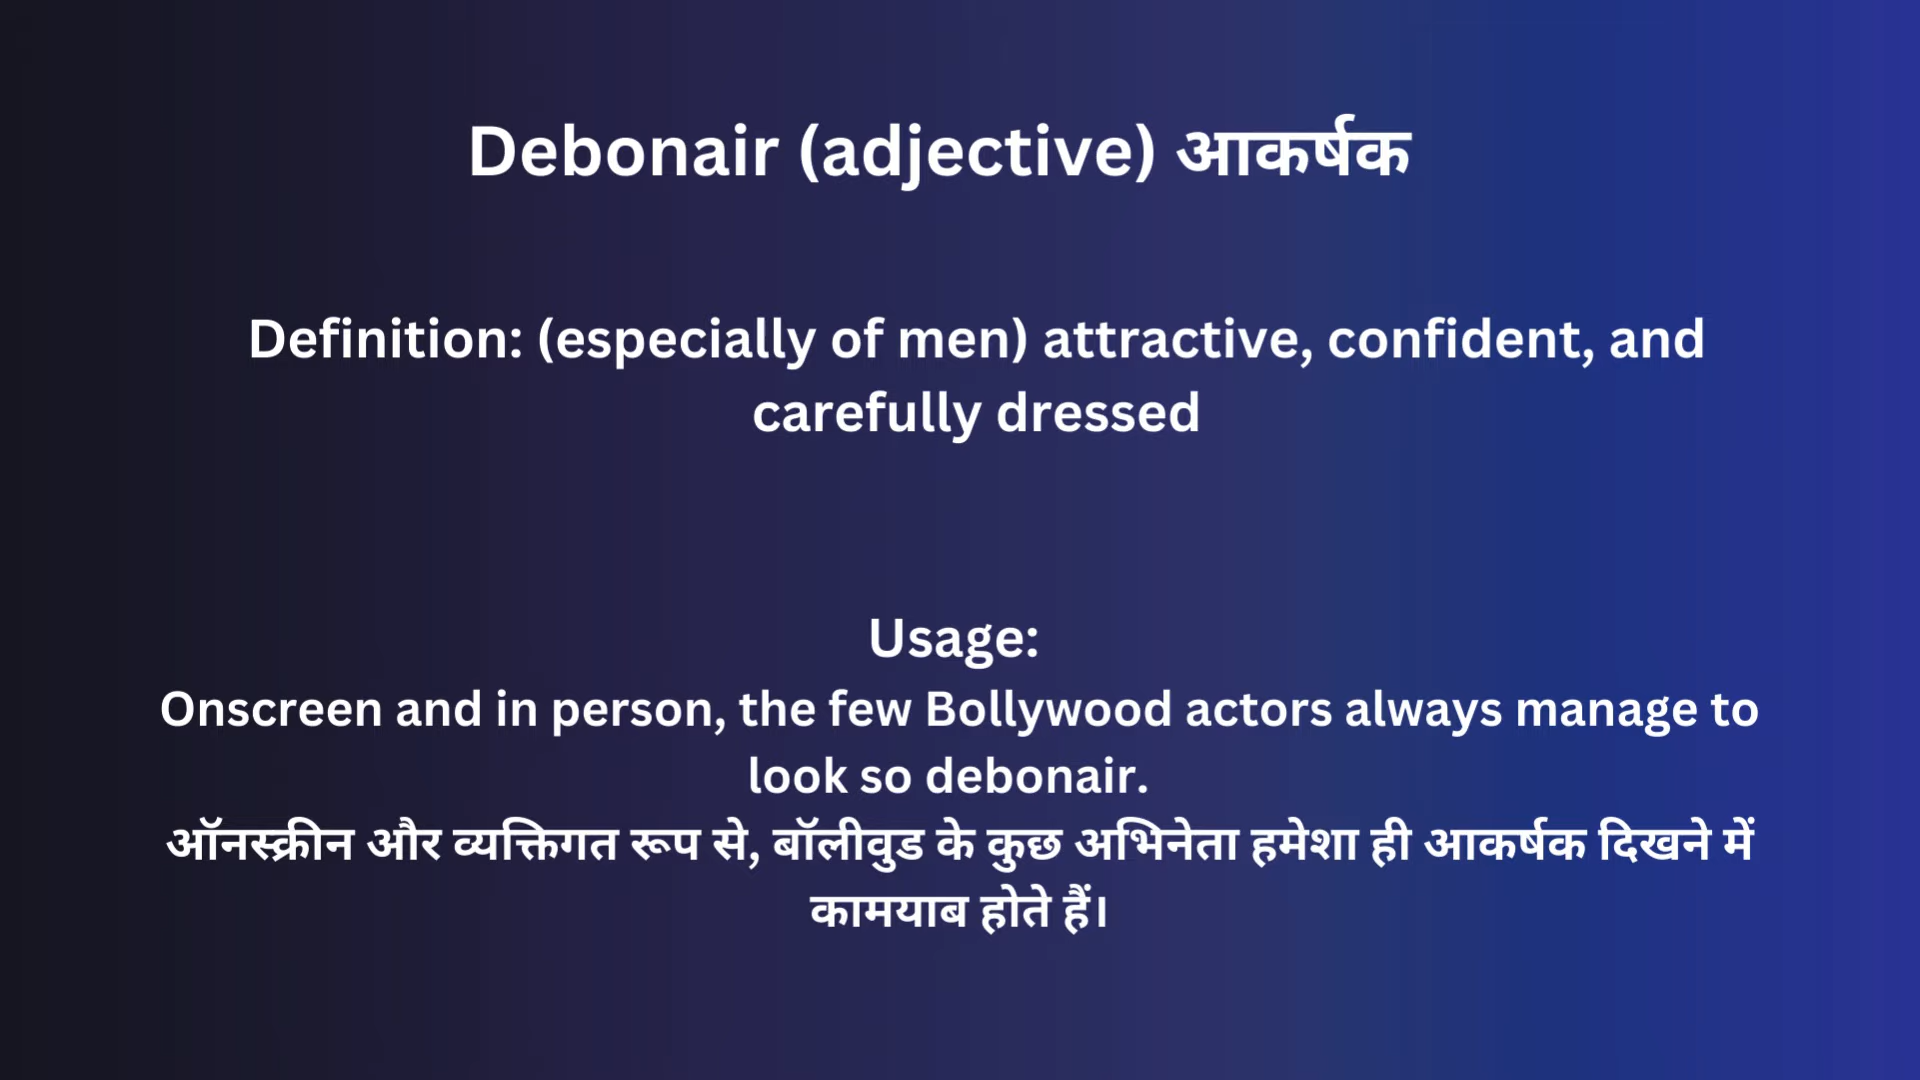 Debonair (adjective) आकर्षक
Definition: (especially of men) attractive, confident, and
carefully dressed
Usage:
Onscreen and in person, the few Bollywood actors always manage to
look so debonair.
ऑनस्क्रीन और व्यक्तिगत रूप से, बॉलीवुड के कुछ अभिनेता हमेशा ही आकर्षक दिखने में
कामयाब होते हैं।